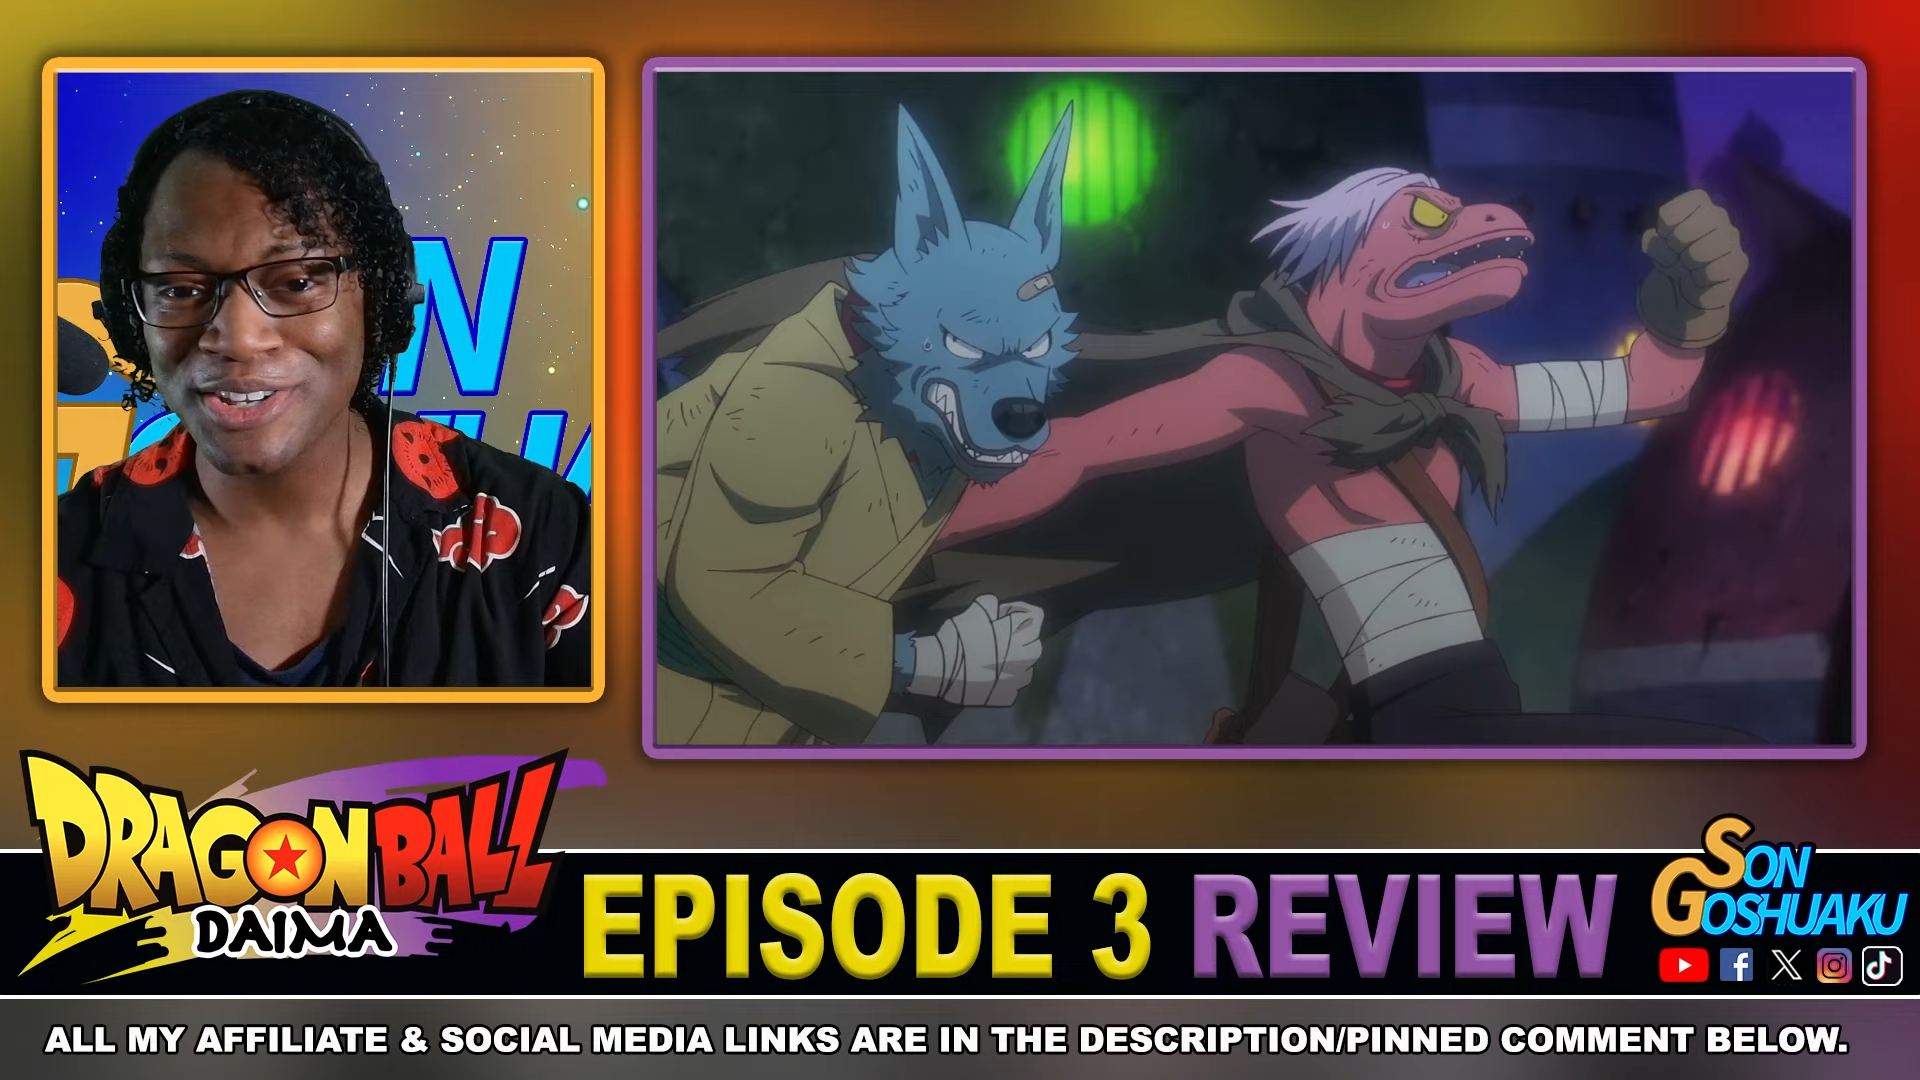 DRAGON BALL
DAIMA
EPISODE 3 REVIEW
SON
GOSHUAKU
ALL MY AFFILIATE & SOCIAL MEDIA LINKS ARE IN THE DESCRIPTION/PINNED COMMENT BELOW.